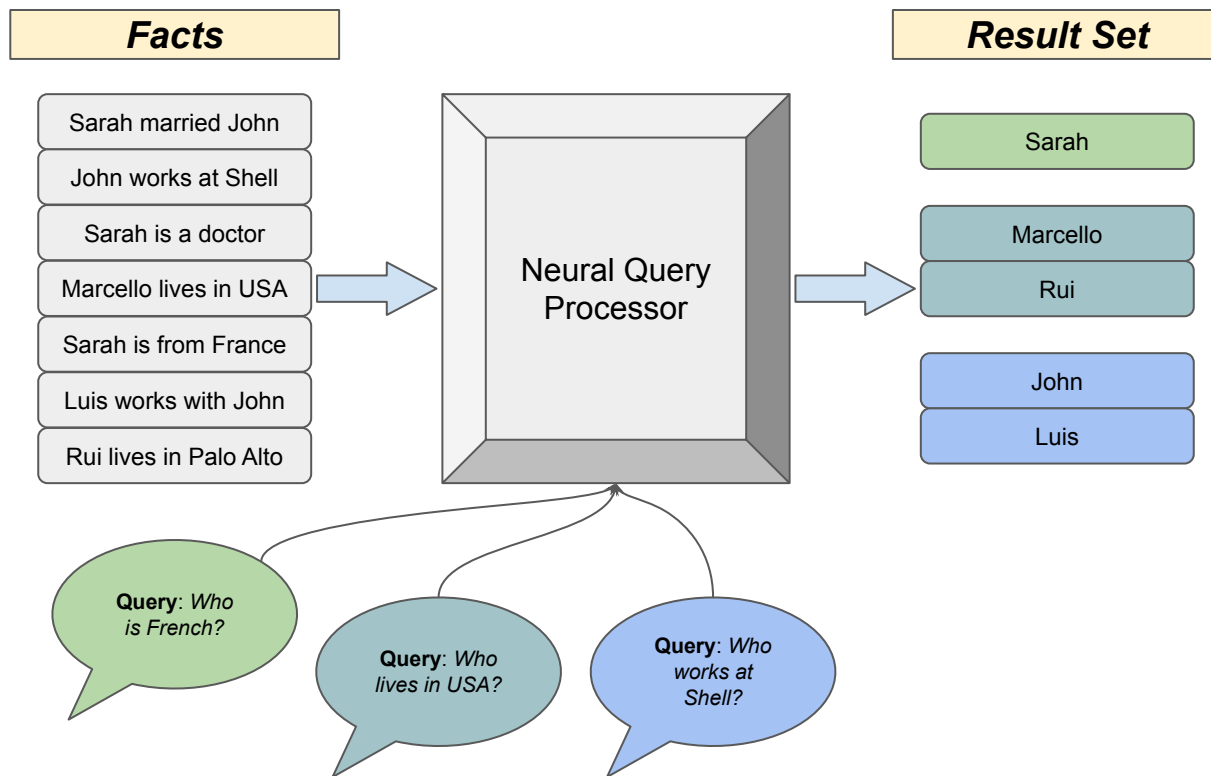 Facts
Result Set
Sarah married John
John works at Shell
Sarah is a doctor
Marcello lives in USA
Sarah is from France
Luis works with John
Rui lives in Palo Alto
Neural Query
Processor
Sarah
Marcello
Rui
John
Luis
Query: Who
is French?
Query: Who
lives in USA?
Query: Who
works at
Shell?